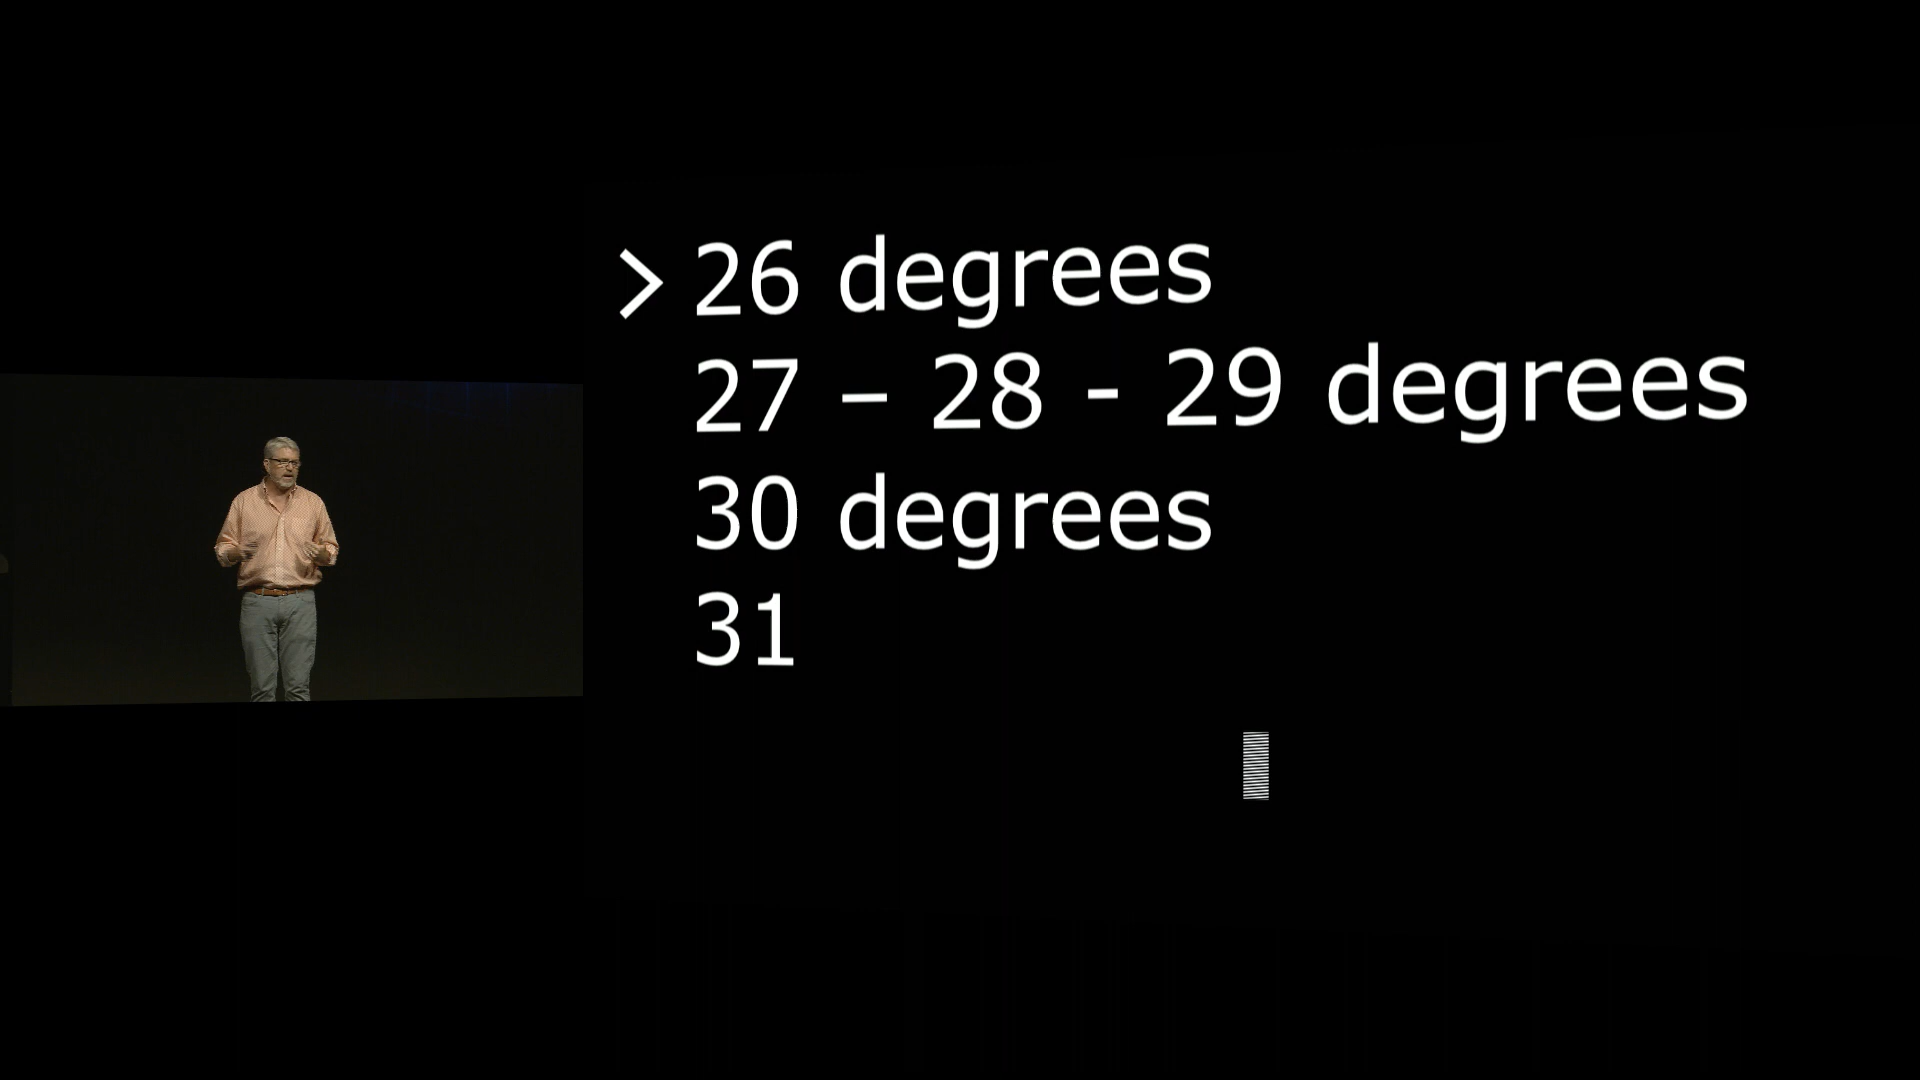 > 26 degrees
27 – 28 - 29 degrees
30 degrees
31